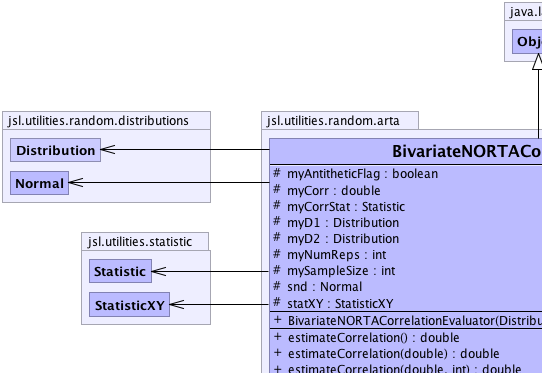 java.l
Obj
jsl.utilities.random.distributions
Distribution
Normal
jsl.utilities.statistic
Statistic
StatisticXY
jsl.utilities.random.arta
BivariateNORTACo
# myAntitheticFlag : boolean
# myCorr : double
# myCorrStat : Statistic
# myD1 : Distribution
# myD2 : Distribution
# myNumReps : int
# mySampleSize : int
# snd : Normal
# statXY : StatisticXY
+ BivariateNORTACorrelationEvaluator(Distribu
+ estimateCorrelation() : double
+ estimateCorrelation(double) : double
+ estimateCorrelation(double, int) : double